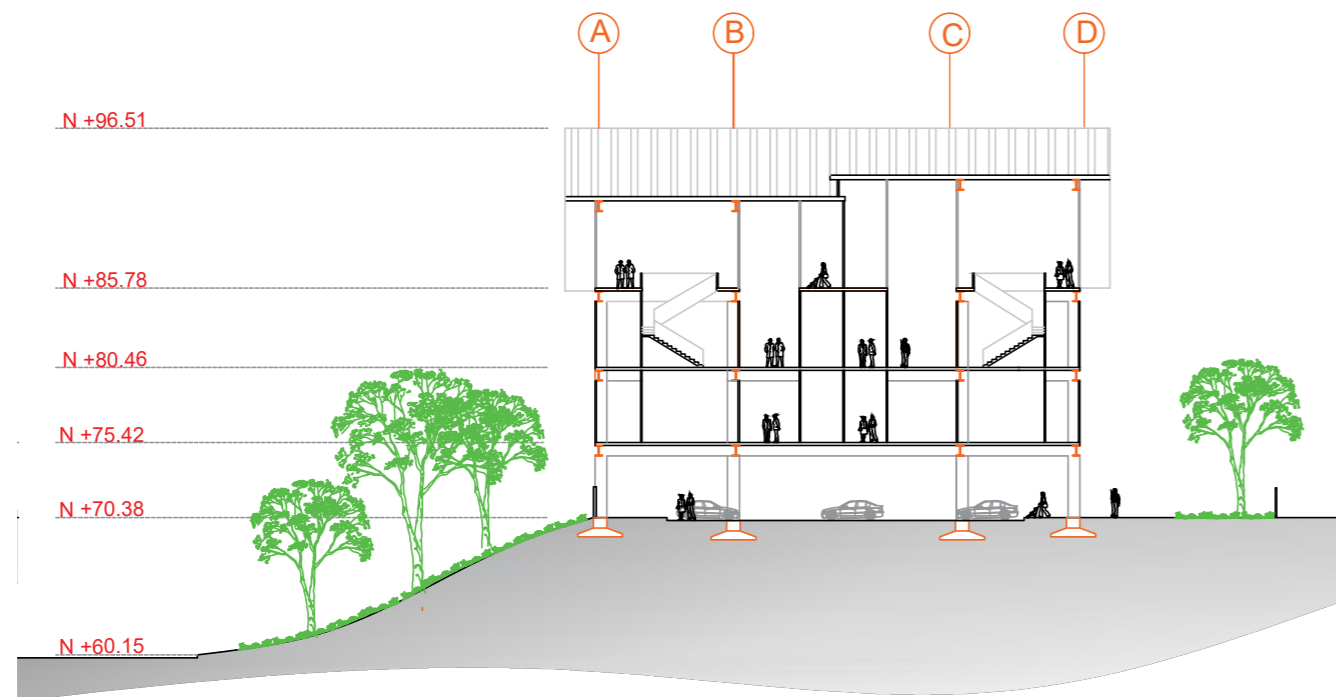 A B C D
N +96.51
N +85.78
N +80.46
N +75.42
N +70.38
N +60.15